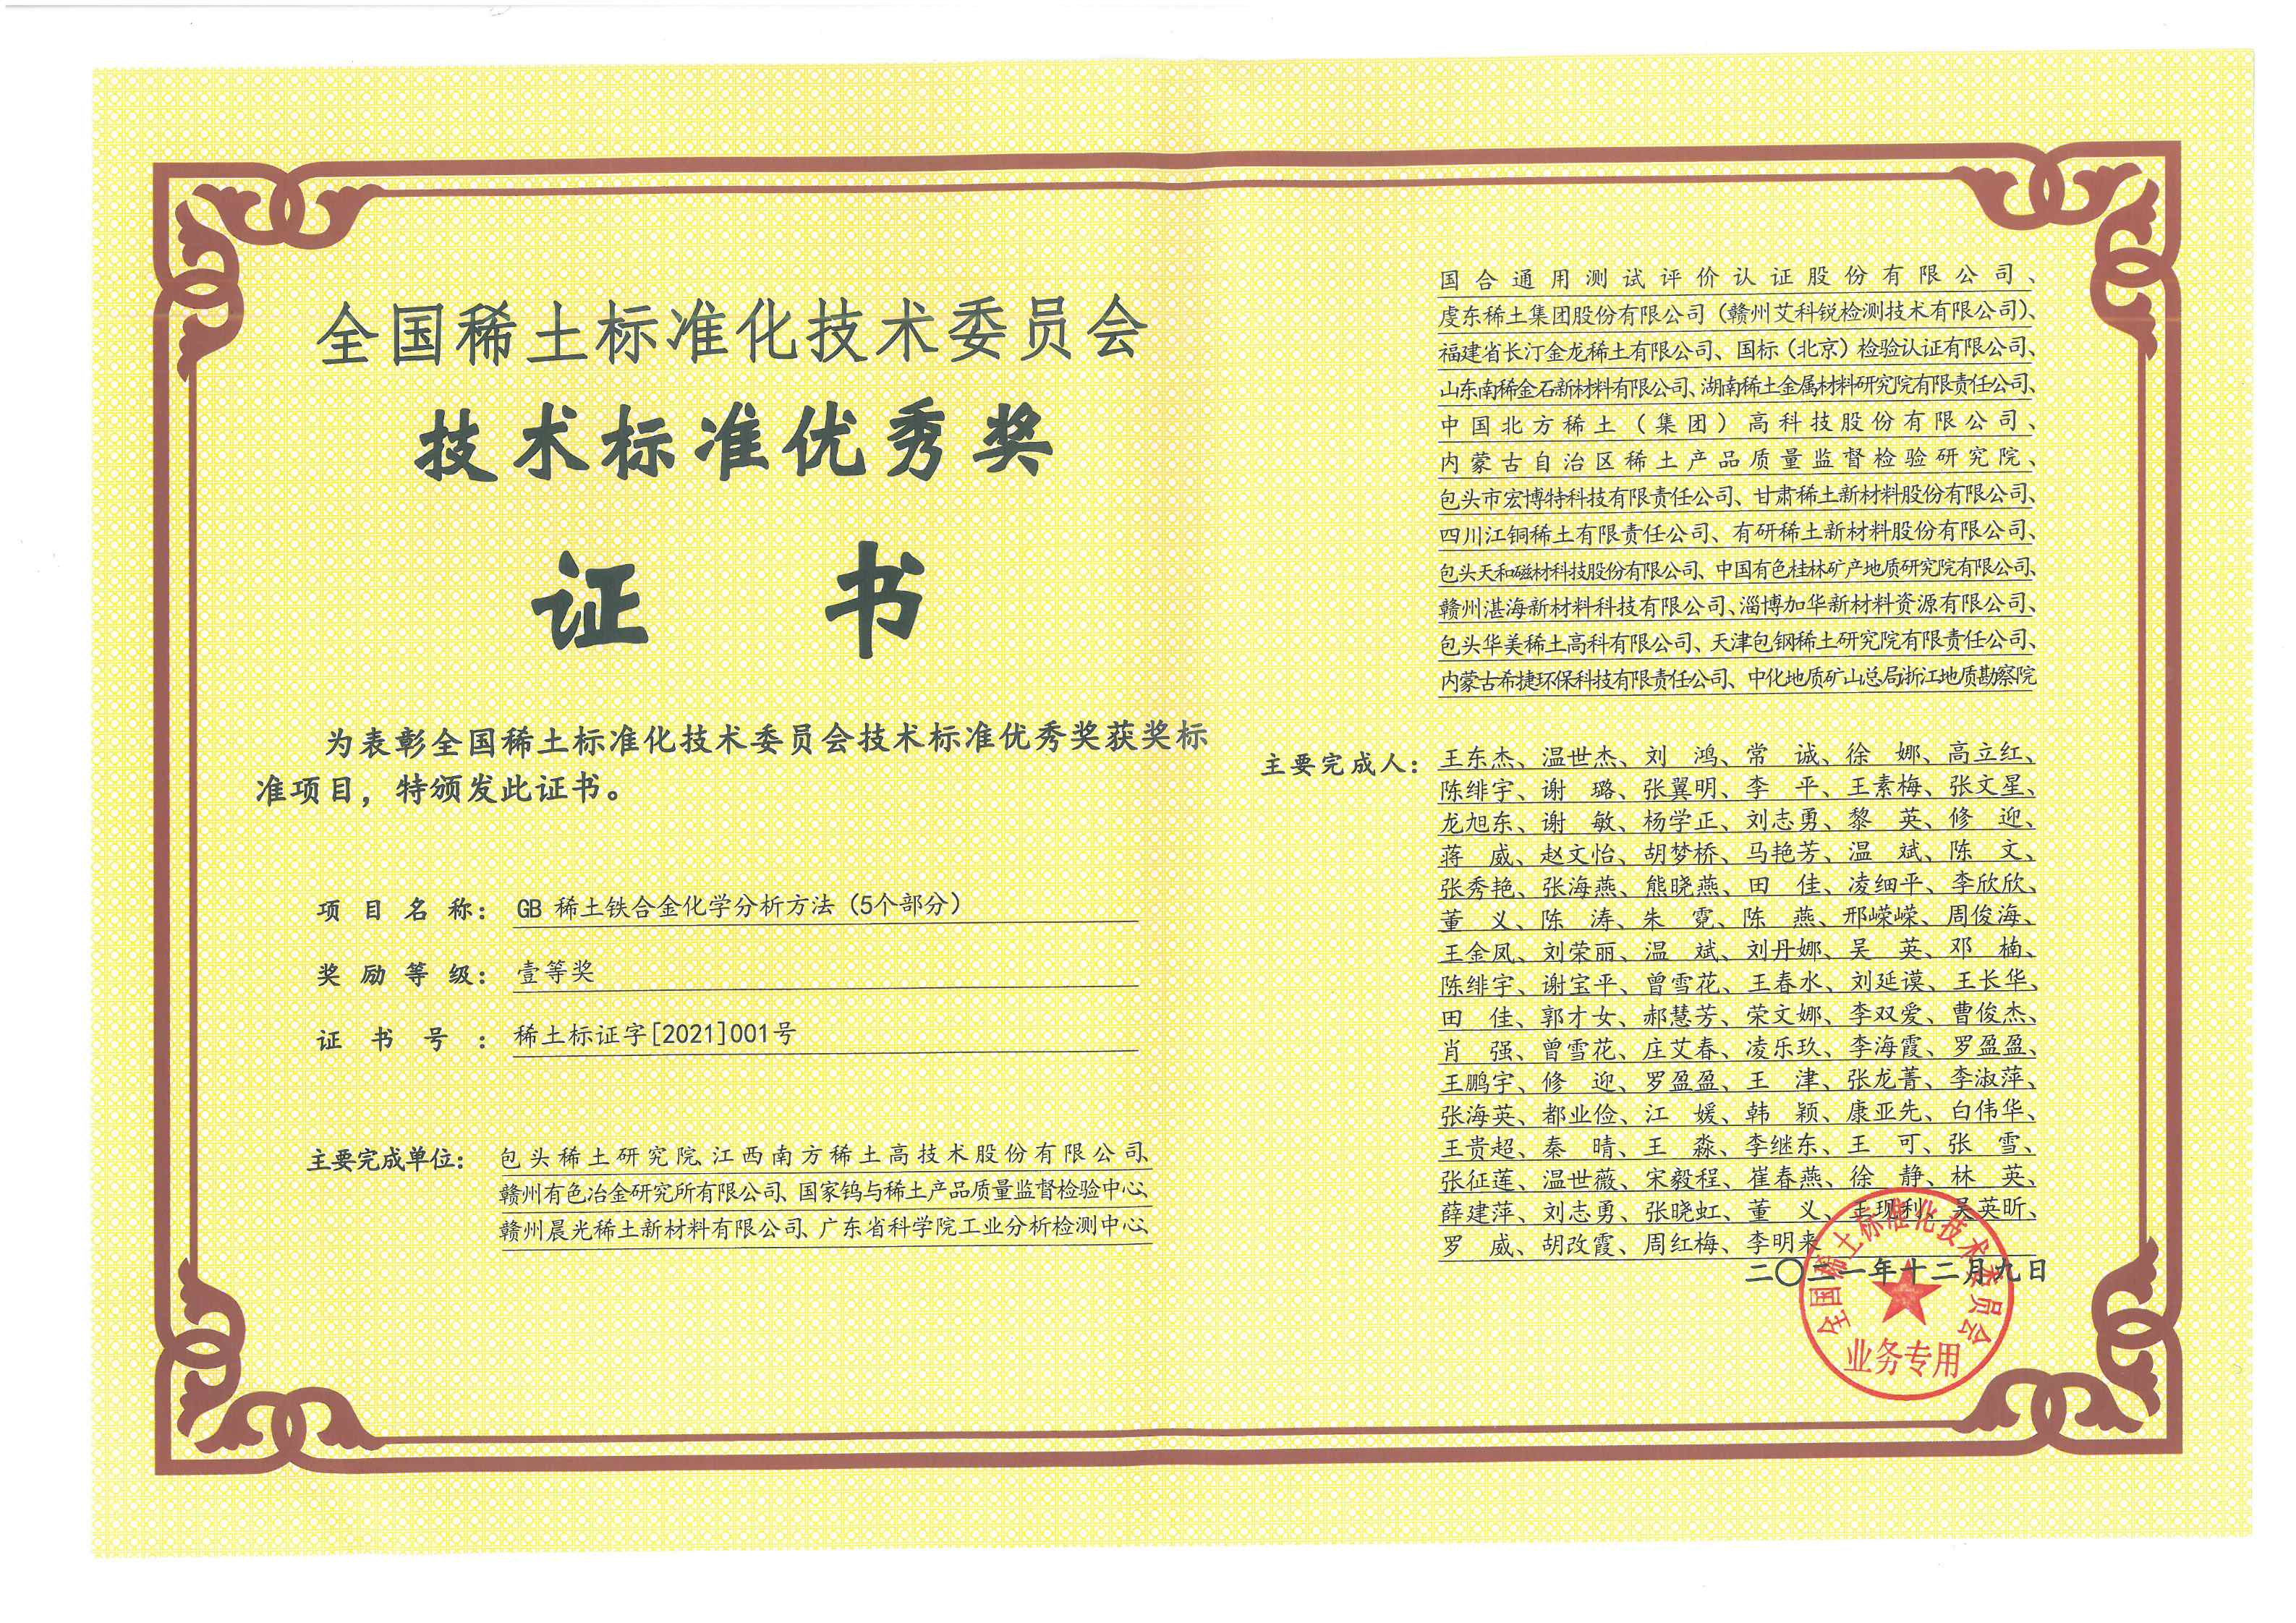 全国稀土标准化技术委员会
技术标准优秀奖
证 书
为表彰全国稀土标准化技术委员会技术标准优秀奖获奖标
准项目，特颁发此证书。
项目名称： GB 稀土铁合金化学分析方法（5个部分）
奖励等级： 壹等奖
证书号： 稀土标证字[2021]001号
主要完成单位： 包头稀土研究院、江西南方稀土高技术股份有限公司、
赣州有色冶金研究所有限公司、国家钨与稀土产品质量监督检验中心、
赣州晨光稀土新材料有限公司、广东省科学院工业分析检测中心、
国合通用测试评价认证股份有限公司、
虔东稀土集团股份有限公司（赣州艾科锐检测技术有限公司）、
福建省长汀金龙稀土有限公司、国标（北京）检验认证有限公司、
山东南稀金石新材料有限公司、湖南稀土金属材料研究院有限责任公司、
中国北方稀土（集团）高科技股份有限公司、
内蒙古自治区稀土产品质量监督检验研究院、
包头市宏博特科技有限责任公司、甘肃稀土新材料股份有限公司、
四川江铜稀土有限责任公司、有研稀土新材料股份有限公司、
包头天和磁材科技股份有限公司、中国有色桂林矿产地质研究院有限公司、
赣州湛海新材料科技有限公司、淄博加华新材料资源有限公司、
包头华美稀土高科有限公司、天津包钢稀土研究院有限责任公司、
内蒙古希捷环保科技有限责任公司、中化地质矿山总局浙江地质勘察院
主要完成人： 王东杰、温世杰、刘 鸿、常 诚、徐 娜、高立红、
陈绯宇、谢 璐、张翼明、李 平、王素梅、张文星、
龙旭东、谢 敏、杨学正、刘志勇、黎 英、修 迎、
蒋 威、赵文怡、胡梦桥、马艳芳、温 斌、陈 文、
张秀艳、张海燕、熊晓燕、田 佳、凌细平、李欣欣、
董 义、陈 涛、朱 霓、陈 燕、邢嵘嵘、周俊海、
王金凤、刘荣丽、温 斌、刘丹娜、吴 英、邓 楠、
陈绯宇、谢宝平、曾雪花、王春水、刘延谟、王长华、
田 佳、郭才女、郝慧芳、荣文娜、李双爱、曹俊杰、
肖 强、曾雪花、庄艾春、凌乐玖、李海霞、罗盈盈、
王鹏宇、修 迎、罗盈盈、王 津、张龙菁、李淑萍、
张海英、都业俭、江 媛、韩 颖、康亚先、白伟华、
王贵超、秦 晴、王 淼、李继东、王 可、张 雪、
张征莲、温世薇、宋毅程、崔春燕、徐 静、林 英、
薛建萍、刘志勇、张晓虹、董 义、王现利、吴英昕、
罗 威、胡改霞、周红梅、李明来
二〇二一年十二月九日
全国稀土标准化技术委员会
业务专用